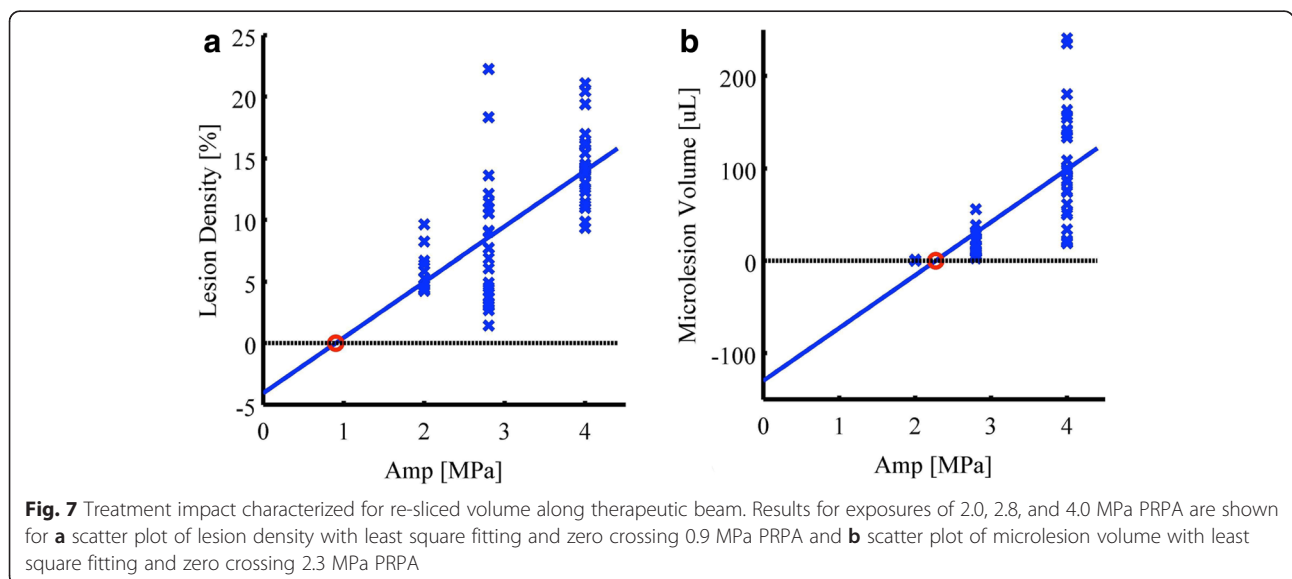 a
25
20
15
10
5
0
-5
Lesion Density [%]
0 1 2 3 4
Amp [MPa]
b
200
100
0
-100
Microlesion Volume [uL]
0 1 2 3 4
Amp [MPa]
Fig. 7 Treatment impact characterized for re-sliced volume along therapeutic beam. Results for exposures of 2.0, 2.8, and 4.0 MPa PRPA are shown
for a scatter plot of lesion density with least square fitting and zero crossing 0.9 MPa PRPA and b scatter plot of microlesion volume with least
square fitting and zero crossing 2.3 MPa PRPA